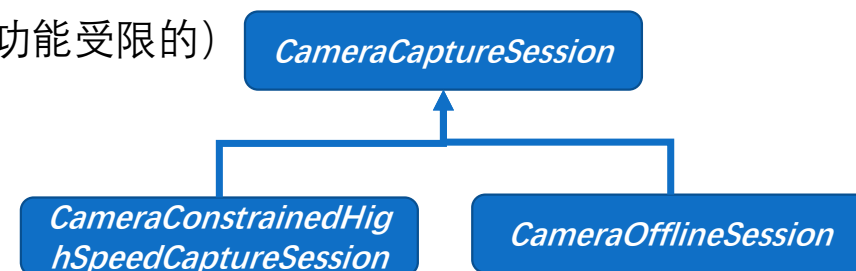 功能受限的）
CameraCaptureSession
CameraConstrainedHig
hSpeedCaptureSession
CameraOfflineSession